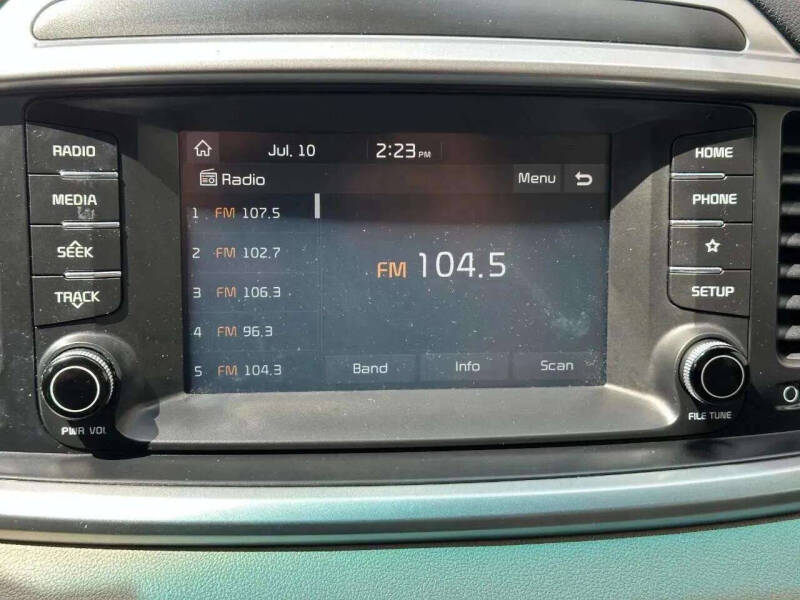 RADIO
MEDIA
SEEK
TRACK
PWR VOL
Jul. 10 2:23 PM
Radio Menu
1 FM 107.5
2 FM 102.7
3 FM 106.3
4 FM 96.3
5 FM 104.3
FM 104.5
Band Info Scan
HOME
PHONE
SETUP
FILE TUNE